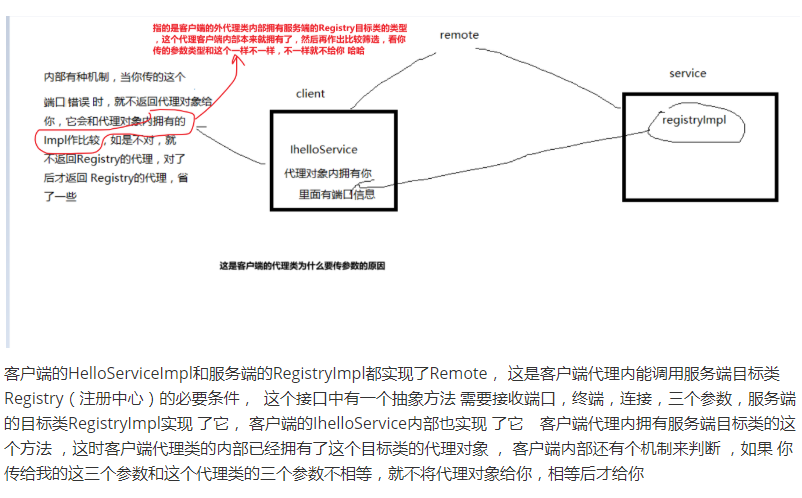 指的是客户端的外代理类内部拥有服务端的Registry目标类的类型
，这个代理客户端内部本来就拥有了，然后再作出比较筛选，看你
传的参数类型和这个一样不一样，不一样就不给你 哈哈
remote
内部有种机制，当你传的这个
端口 错误 时，就不返回代理对象给
你，它会和代理对象内拥有的
Impl作比较，如是不对，就
不返回Registry的代理，对了
后才返回 Registry的代理，省
了一些
client
IhelloService
代理对象内拥有你
里面有端口信息
service
registryImpl
这是客户端的代理类为什么要传参数的原因
客户端的HelloServiceImpl和服务端的RegistryImpl都实现了Remote， 这是客户端代理内能调用服务端目标类
Registry（注册中心）的必要条件， 这个接口中有一个抽象方法 需要接收端口，终端，连接，三个参数，服务端
的目标类RegistryImpl实现 了它， 客户端的IhelloService内部也实现 了它 客户端代理内拥有服务端目标类的这
个方法 ，这时客户端代理类的内部已经拥有了这个目标类的代理对象 ， 客户端内部还有个机制来判断 ，如果 你
传给我的这三个参数和这个代理类的三个参数不相等，就不将代理对象给你，相等后才给你